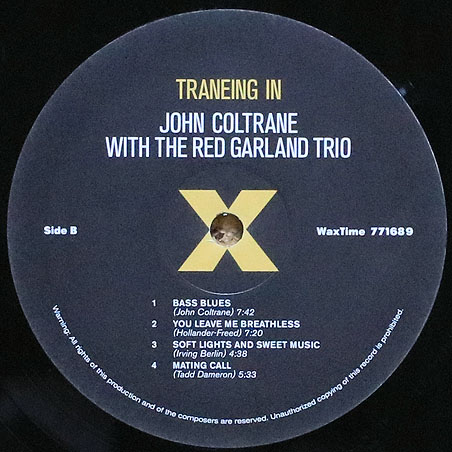 TRANEING IN
JOHN COLTRANE
WITH THE RED GARLAND TRIO
X
Side B
WaxTime 771689
1 BASS BLUES
(John Coltrane) 7:42
2 YOU LEAVE ME BREATHLESS
(Hollander-Freed) 7:20
3 SOFT LIGHTS AND SWEET MUSIC
(Irving Berlin) 4:38
4 MATING CALL
(Tadd Dameron) 5:33
Warning: All rights of this production and of the composers are reserved. Unauthorized copying of this record is prohibited.